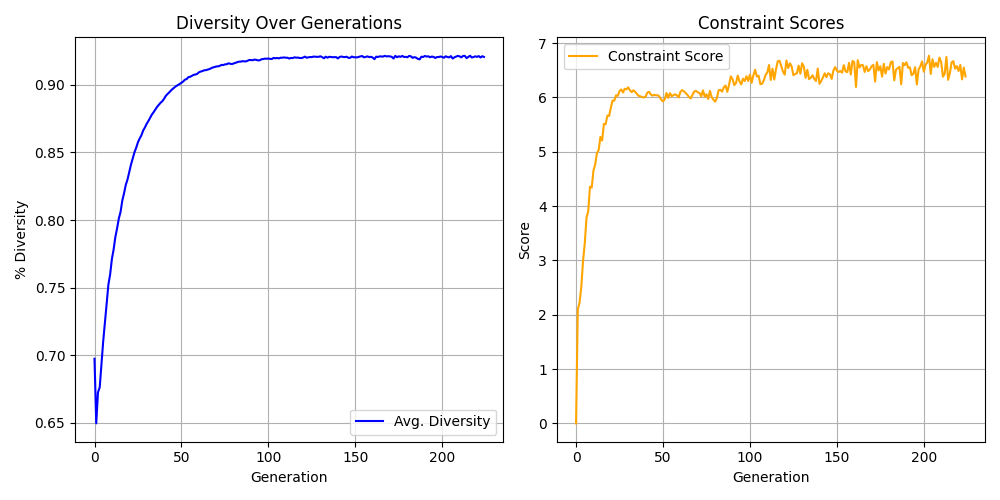 Diversity Over Generations
% Diversity
0.90
0.85
0.80
0.75
0.70
0.65
Avg. Diversity
0 50 100 150 200
Generation
Constraint Scores
Score
7
6
5
4
3
2
1
0
Constraint Score
0 50 100 150 200
Generation